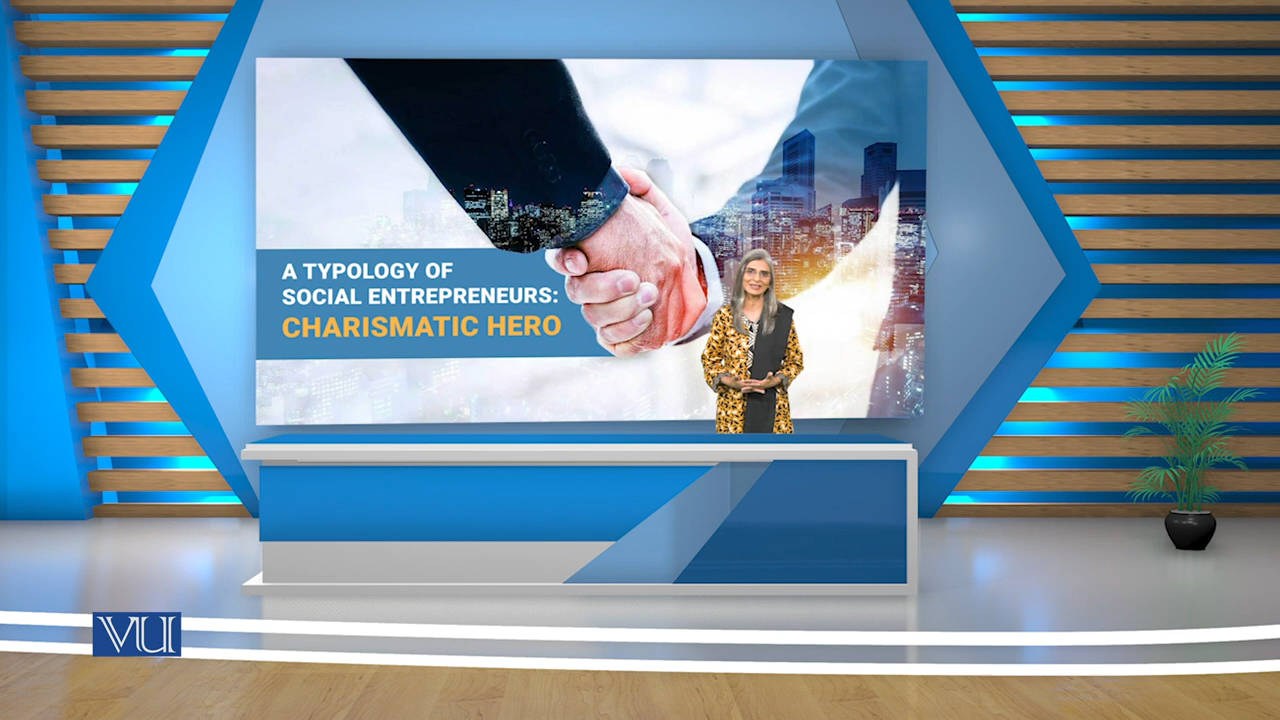 A TYPOLOGY OF
SOCIAL ENTREPRENEURS:
CHARISMATIC HERO
VU